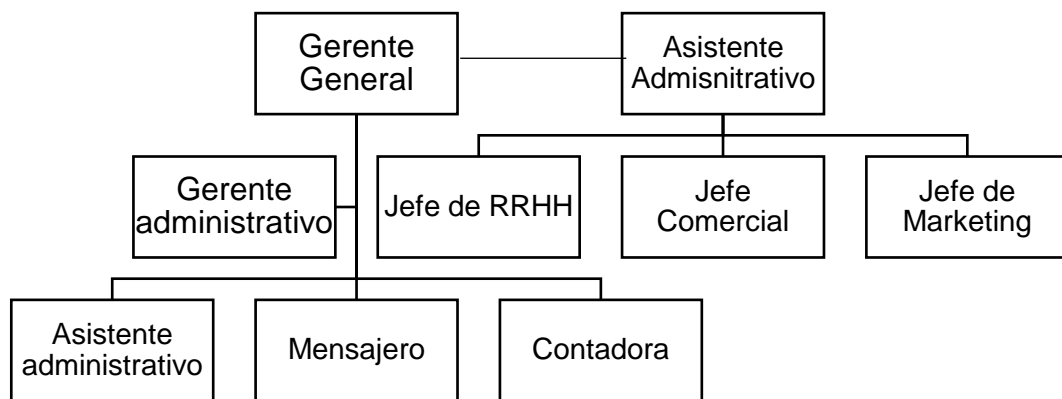 Gerente
General
Asistente
Admisnitrativo
Gerente
administrativo
Jefe de RRHH
Jefe
Comercial
Jefe de
Marketing
Asistente
administrativo
Mensajero
Contadora